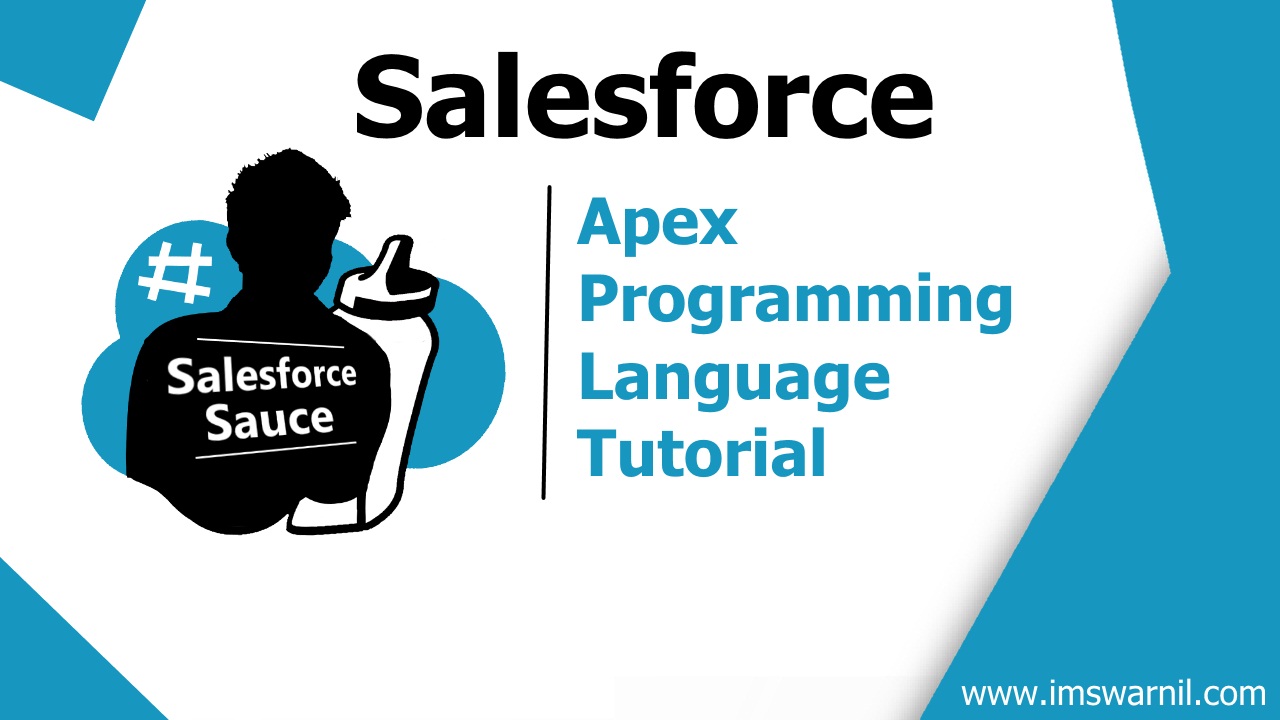 Salesforce
#
Salesforce
Sauce
Apex
Programming
Language
Tutorial
www.imswarnil.com